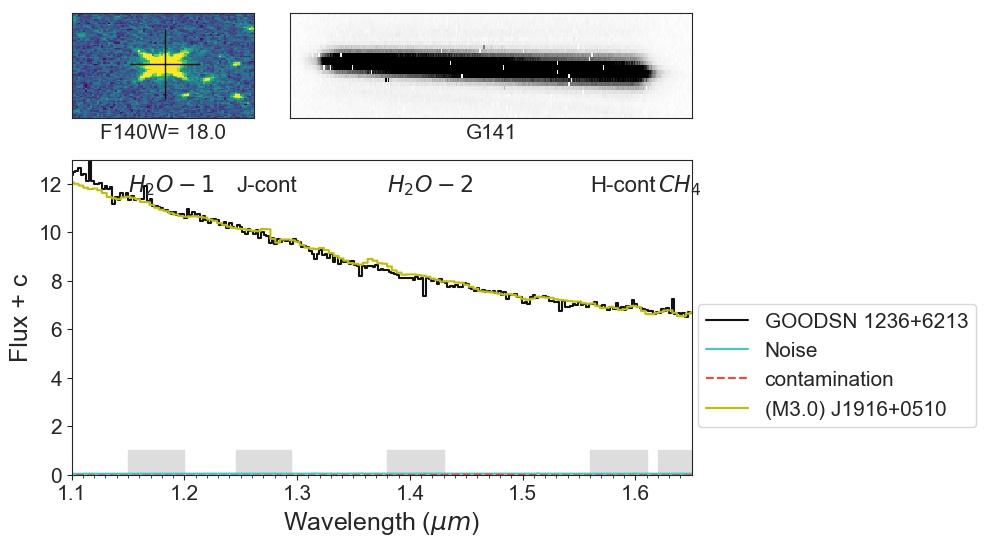 F140W= 18.0
G141
H₂O − 1
J-cont
H₂O − 2
H-cont
CH₄
12
10
8
6
4
2
0
Flux + c
1.1
1.2
1.3
1.4
1.5
1.6
Wavelength (μm)
GOODSN 1236+6213
Noise
contamination
(M3.0) J1916+0510